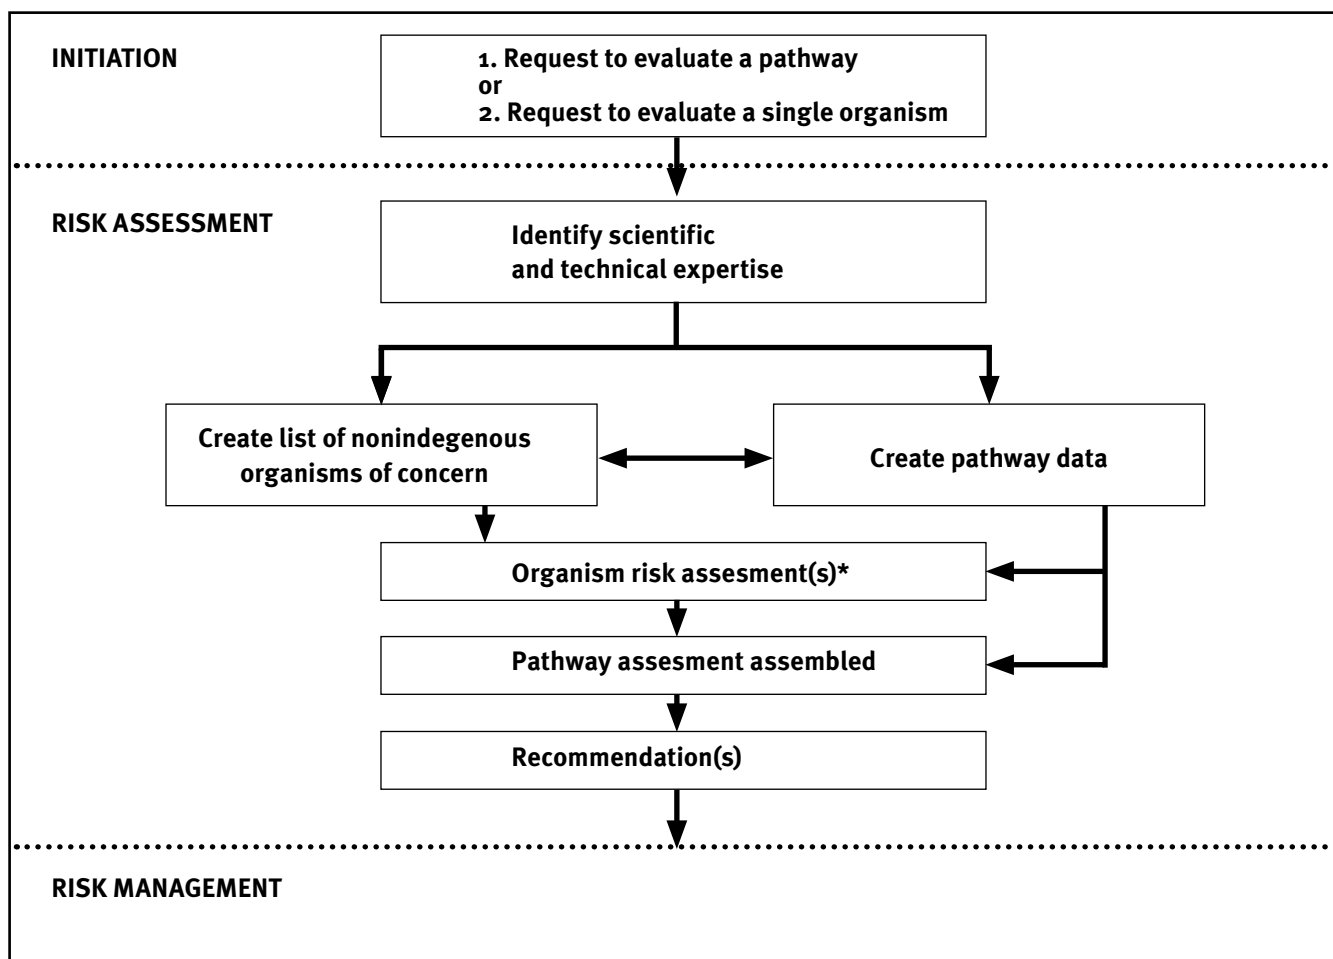 INITIATION
1. Request to evaluate a pathway
or
2. Request to evaluate a single organism
RISK ASSESSMENT
Identify scientific
and technical expertise
Create list of nonindegenous
organisms of concern
Create pathway data
Organism risk assesment(s)*
Pathway assesment assembled
Recommendation(s)
RISK MANAGEMENT